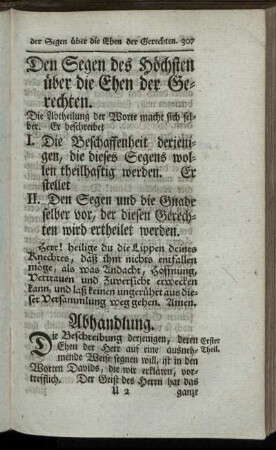 der Segen über die Ehen der Gerechten. 307
Den Segen des Höchsten
über die Ehen der Ge-
rechten.
Die Abtheilung der Worte macht sich sel-
ber. Er beschreibet
I. Die Beschaffenheit derjeni-
gen, die dieses Segens wol-
len theilhaftig werden. Er
stellet
II. Den Segen und die Gnade
selber vor, der diesen Gerech-
ten wird ertheilet werden.
Herr! heilige du die Lippen deines
Knechtes, daß ihm nichts entfallen
möge, als was Andacht, Hoffnung,
Vertrauen und Zuversicht erwecken
kann, und laß keinen ungerührt aus die-
ser Versammlung weg gehen. Amen.
Abhandlung.
Die Beschreibung derjenigen, deren Erster
Ehen der Herr auf eine ausneh- Theil.
mende Weise segnen will, ist in den
Worten Davids, die wir erklären, vor-
trefflich. Der Geist des Herrn hat das
U 2 ganze